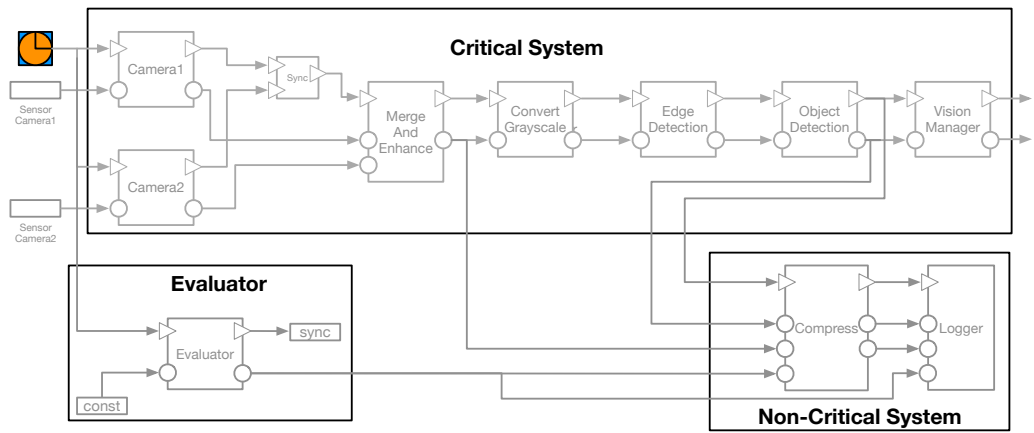 Critical System
Camera1
Sync
Sensor
Camera1
Merge
And
Enhance
Convert
Grayscale r
Edge
Detection
Object
Detection
Vision
Manager
Camera2
Sensor
Camera2
Evaluator
Evaluator
sync
const
Compress
Logger
Non-Critical System